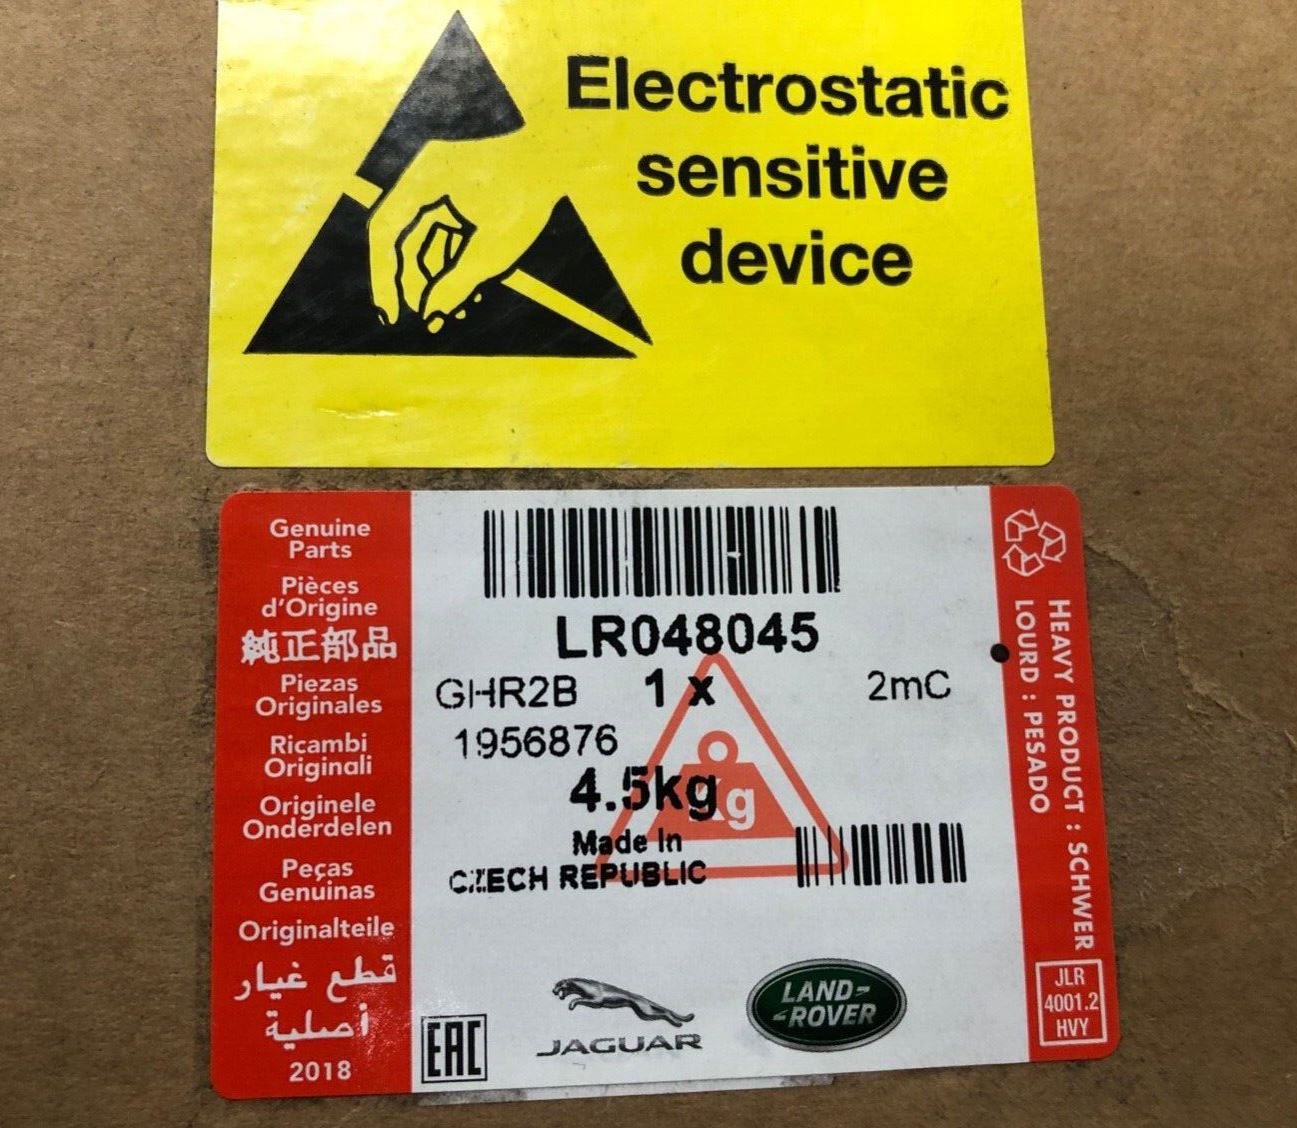 Electrostatic
sensitive
device
Genuine
Parts
Pièces
d'Origine
純正部品
Piezas
Originales
Ricambi
Originali
Originele
Onderdelen
Peças
Genuinas
Originalteile
قطع غيار
أصلية
2018
LR048045
GHR2B 1 x 2mC
1956876
4.5kg
Kg
Made In
CZECH REPUBLIC
EAC
JAGUAR
LAND-
-ROVER
HEAVY PRODUCT : SCHWER
LOURD : PESADO
JLR
4001.2
HVY